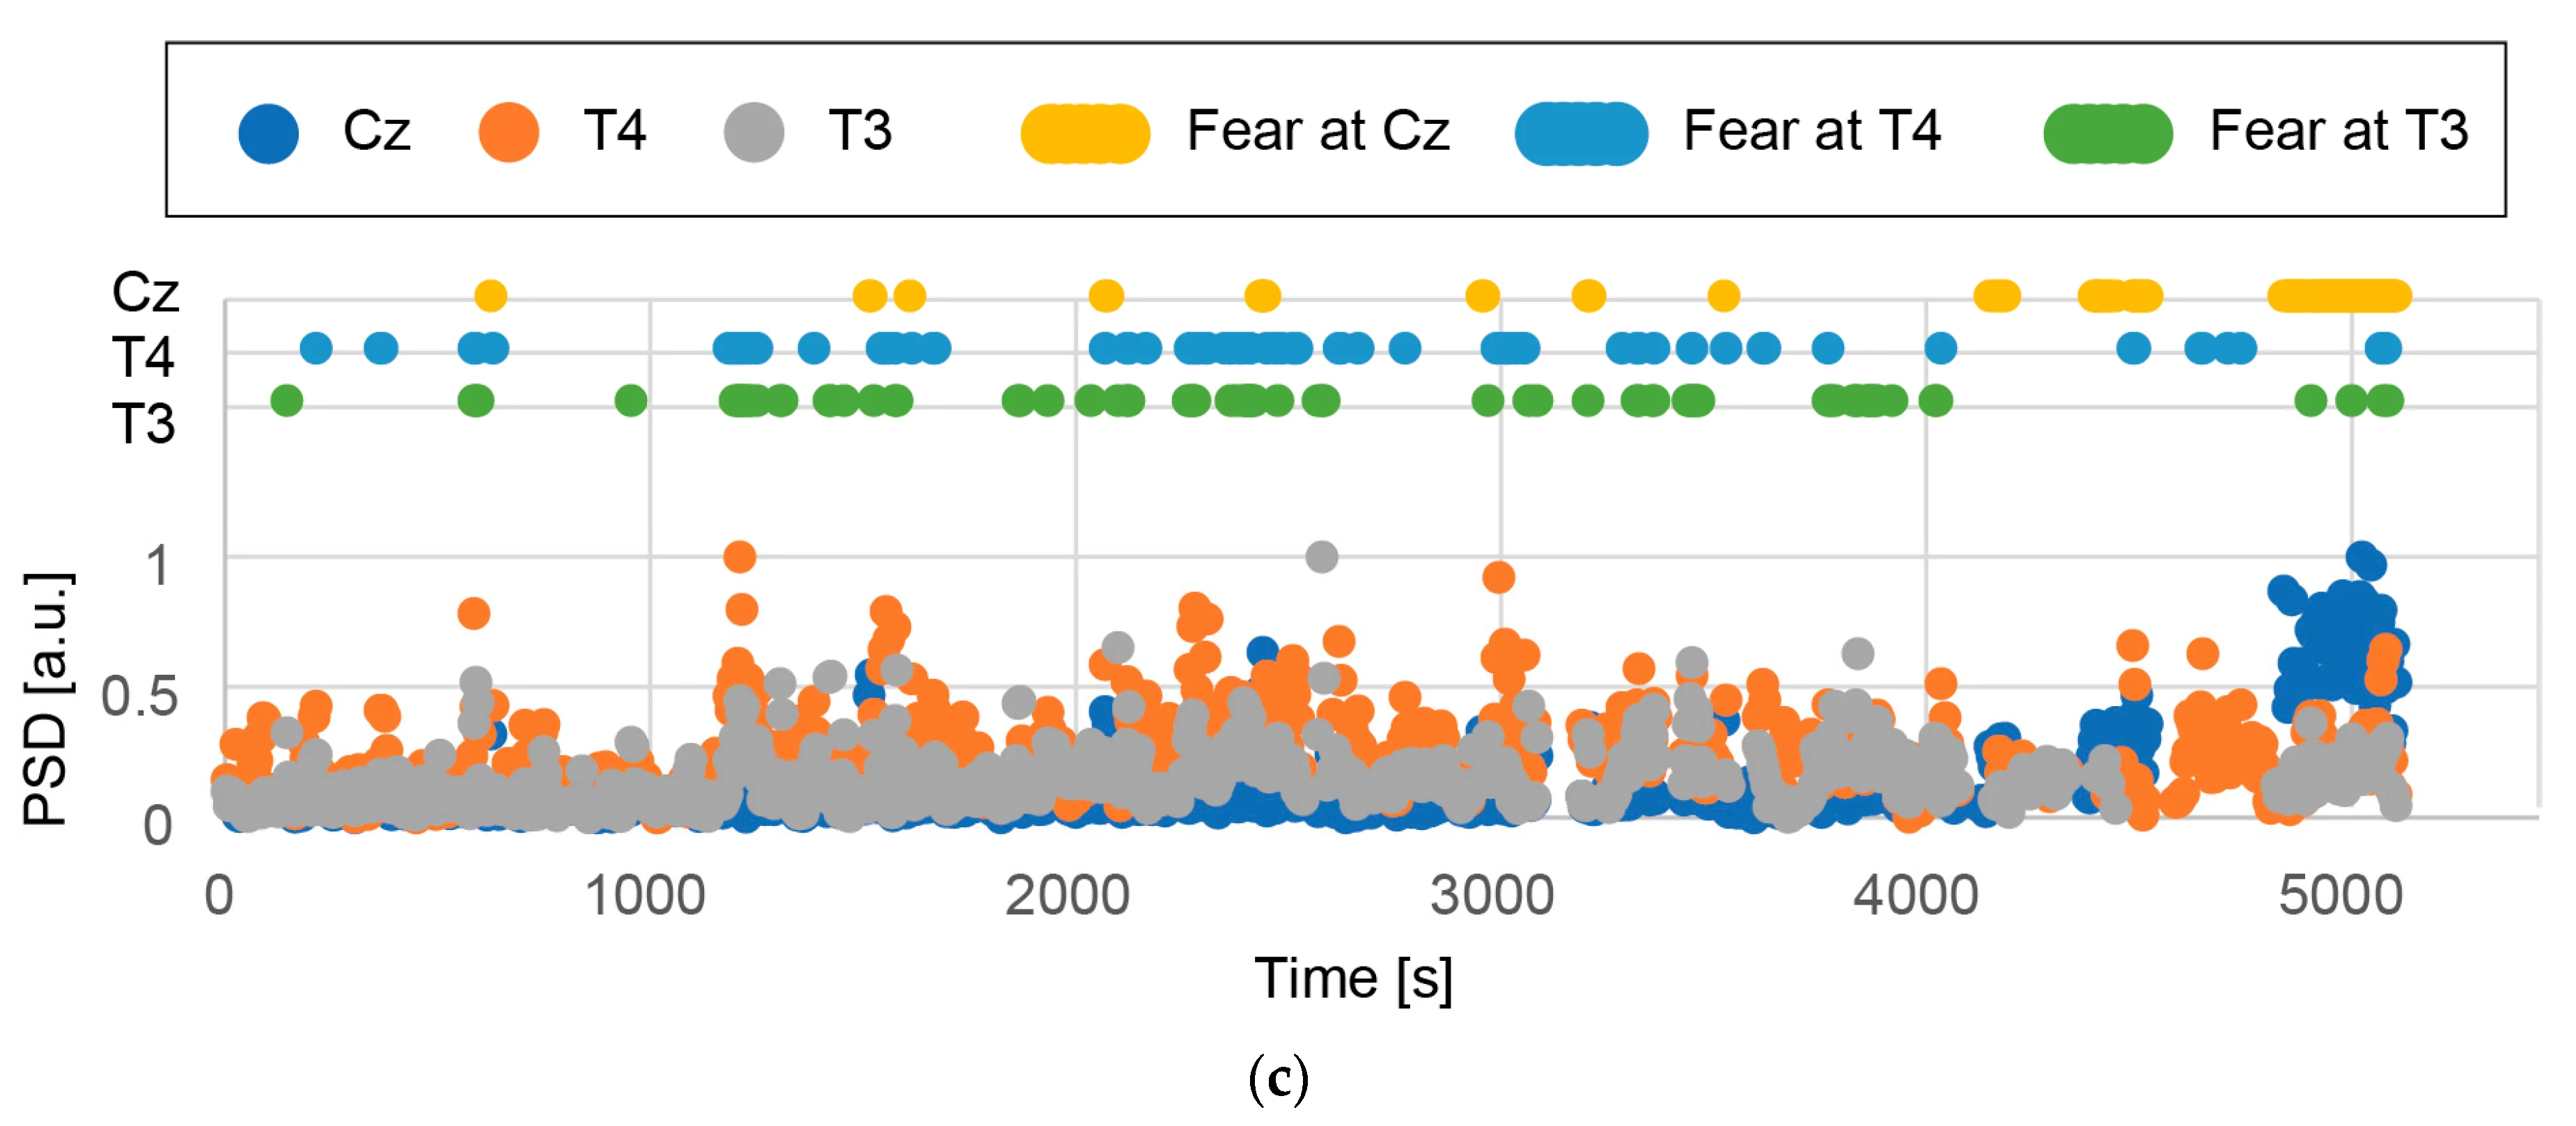 Cz T4 T3 Fear at Cz Fear at T4 Fear at T3
Cz
T4
T3
1
0.5
0
PSD [a.u.]
0 1000 2000 3000 4000 5000
Time [s]
(c)